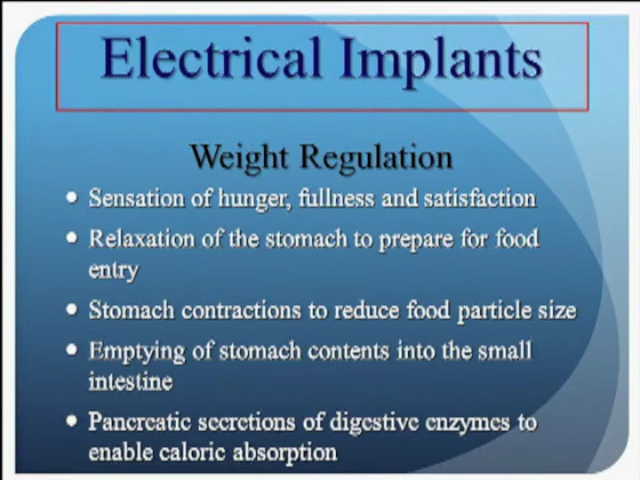 Electrical Implants
Weight Regulation
• Sensation of hunger, fullness and satisfaction
• Relaxation of the stomach to prepare for food
entry
• Stomach contractions to reduce food particle size
• Emptying of stomach contents into the small
intestine
• Pancreatic secretions of digestive enzymes to
enable caloric absorption